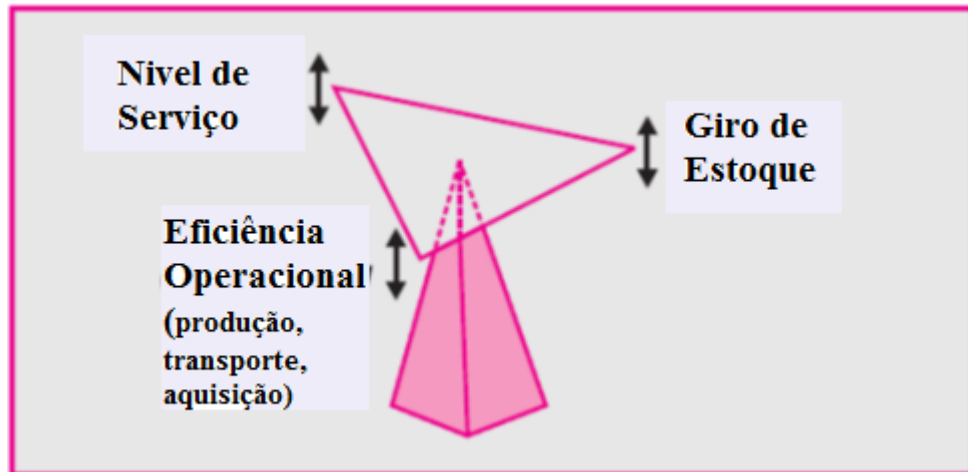 Nivel de
Serviço
Giro de
Estoque
Eficiência
Operacional
(produção,
transporte,
aquisição)